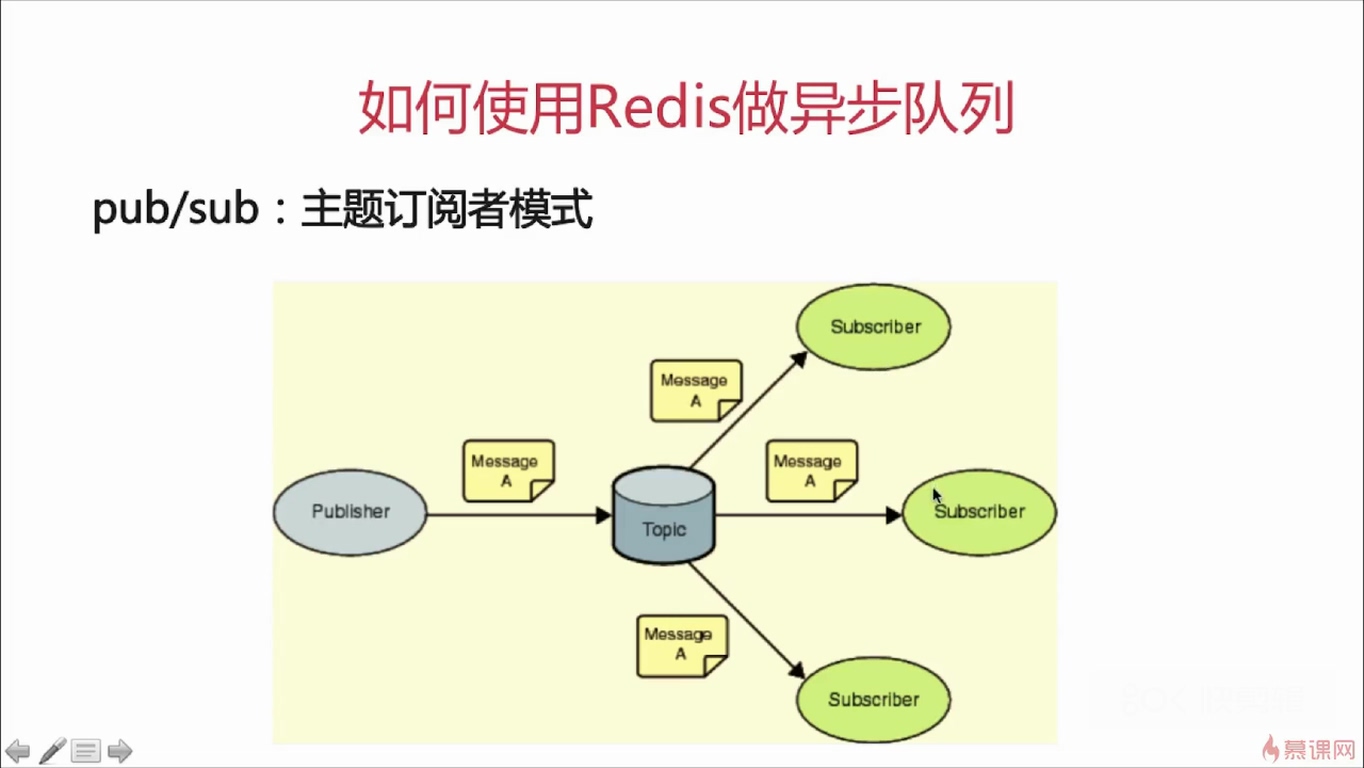 如何使用Redis做异步队列
pub/sub：主题订阅者模式
Subscriber
Message
A
Message
A
Message
A
Publisher
Topic
Subscriber
Message
A
Subscriber
慕课网